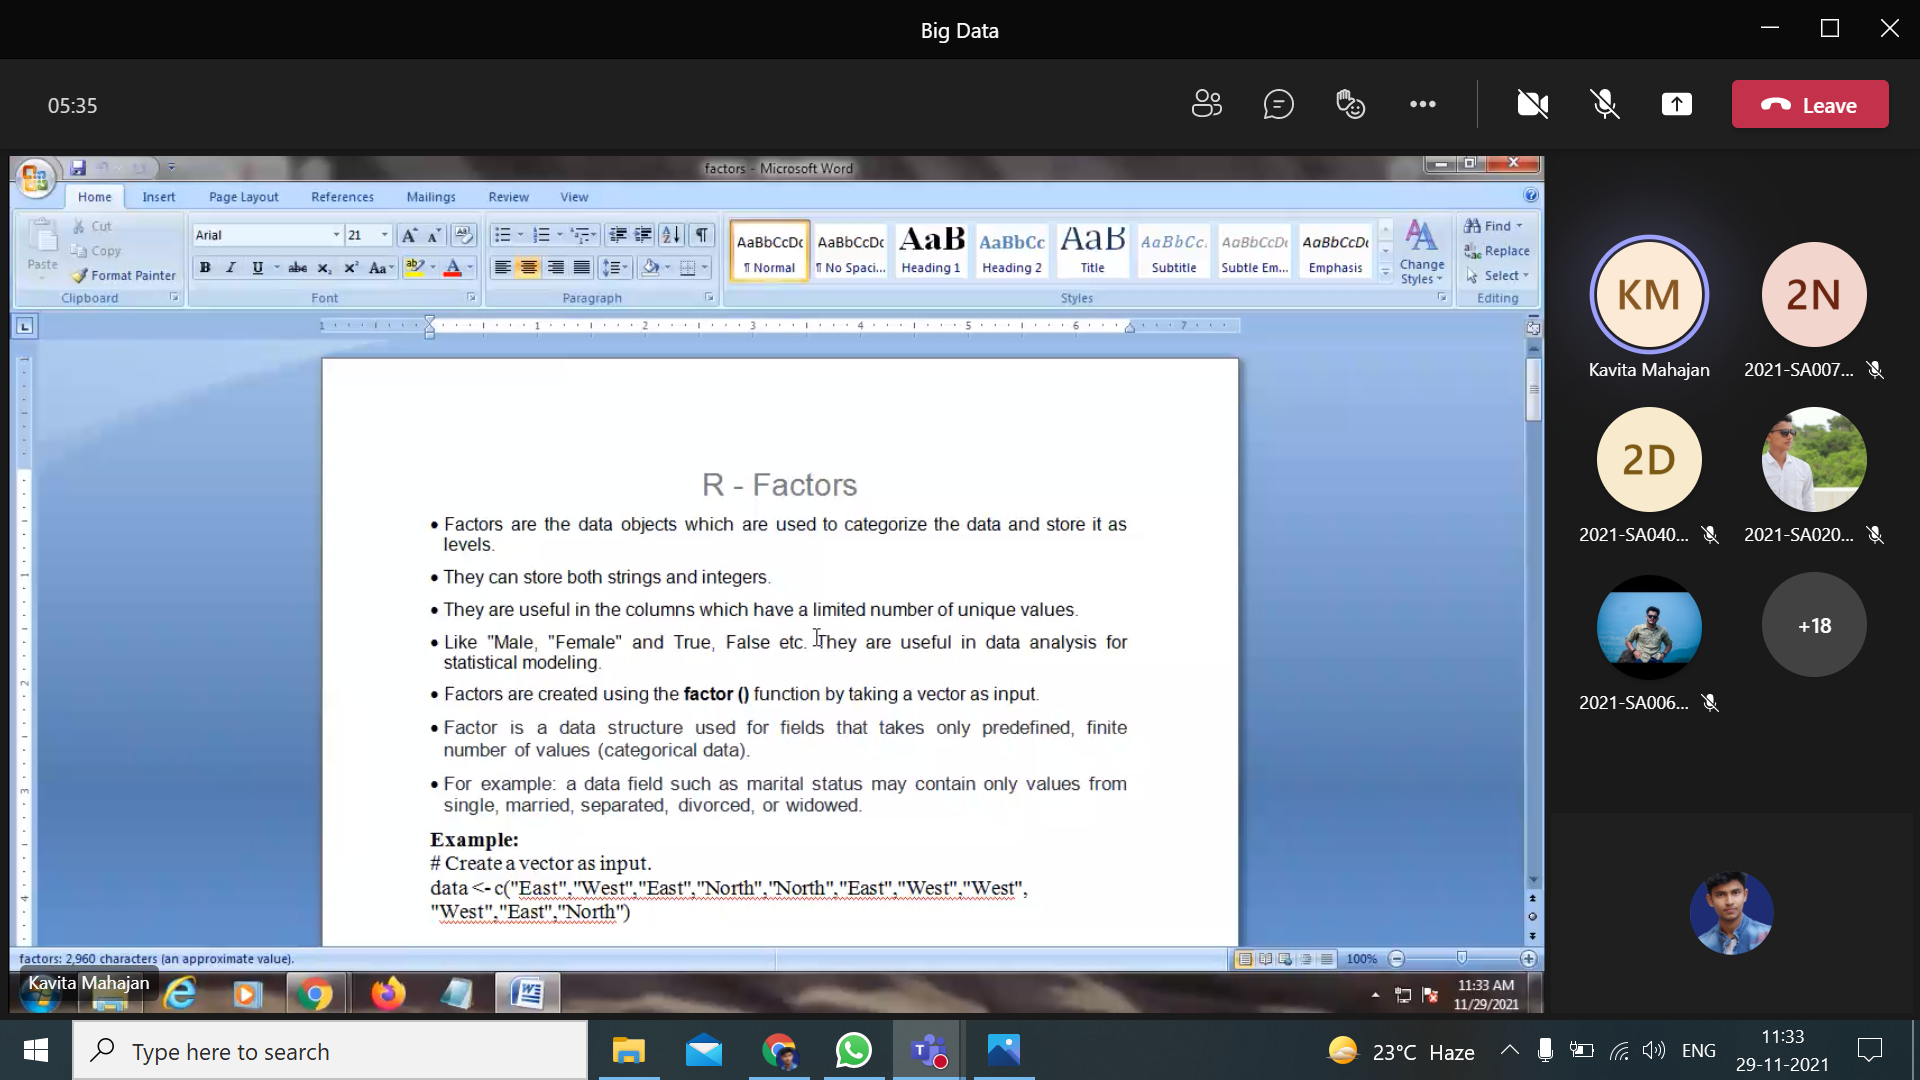 Big Data
05:35
Leave
factors - Microsoft Word
Home Insert Page Layout References Mailings Review View
Paste
Cut
Copy
Format Painter
Clipboard
Arial 21
B I U abc x₂ x² Aa
Font
Paragraph
AaBbCcDc AaBbCcDc AaB AaBbCc AaB AaBbCc. AaBbCcDc AaBbCcDc
¶ Normal ¶ No Spaci... Heading 1 Heading 2 Title Subtitle Subtle Em... Emphasis
Styles
Change
Styles
Find
Replace
Select
Editing
1 1 2 3 4 5 6 7
R - Factors
• Factors are the data objects which are used to categorize the data and store it as
levels.
• They can store both strings and integers.
• They are useful in the columns which have a limited number of unique values.
• Like "Male, "Female" and True, False etc. They are useful in data analysis for
statistical modeling.
• Factors are created using the factor () function by taking a vector as input.
• Factor is a data structure used for fields that takes only predefined, finite
number of values (categorical data).
• For example: a data field such as marital status may contain only values from
single, married, separated, divorced, or widowed.
Example:
# Create a vector as input.
data <- c("East","West","East","North","North","East","West","West",
"West","East","North")
factors: 2,960 characters (an approximate value).
100%
Kavita Mahajan
11:33 AM
11/29/2021
KM
Kavita Mahajan
2N
2021-SA007...
2D
2021-SA040...
2021-SA020...
2021-SA006...
+18
Type here to search
23°C Haze
ENG
11:33
29-11-2021